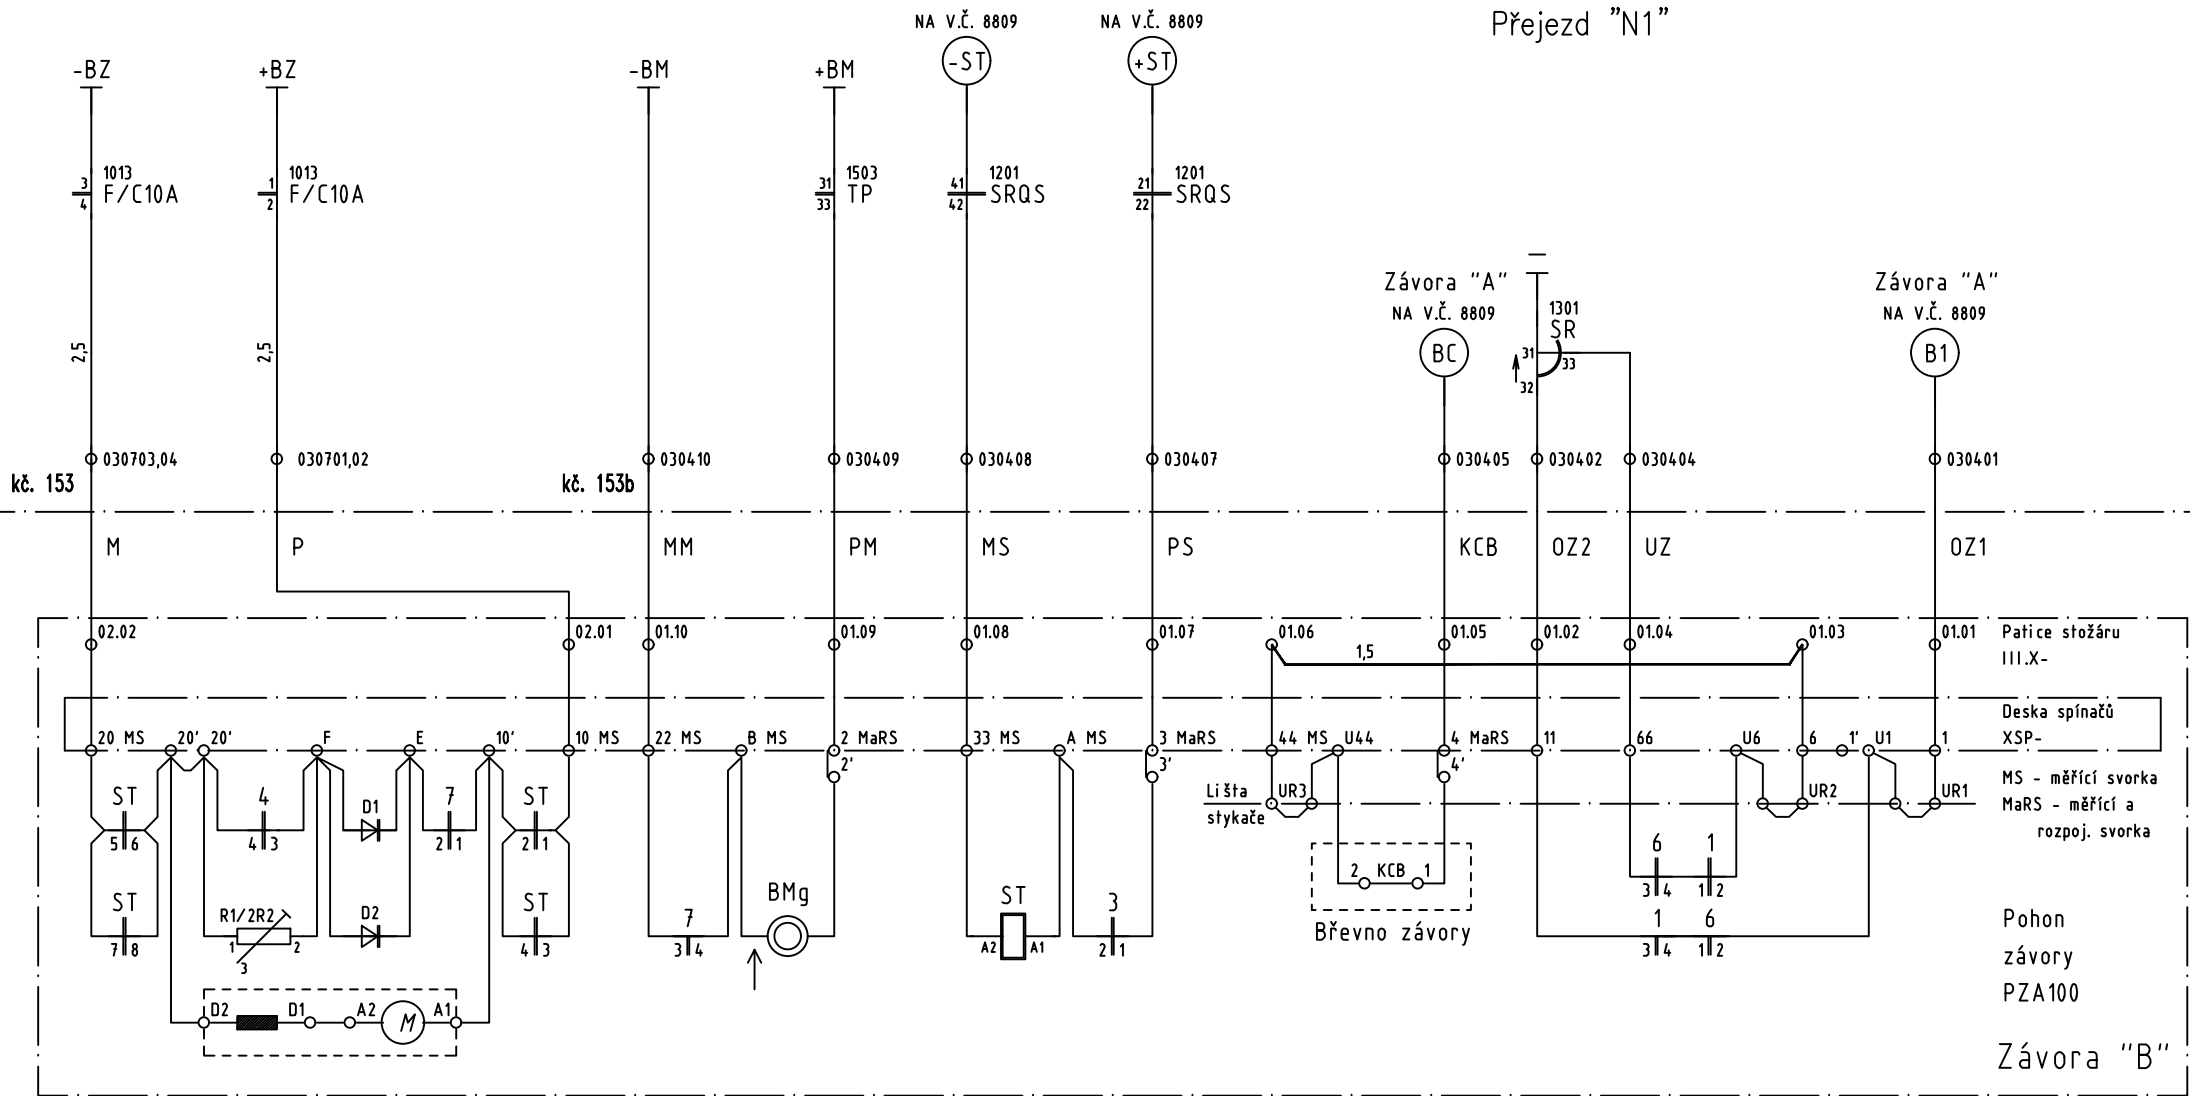 NA V.Č. 8809
NA V.Č. 8809
Přejezd "N1"
-BZ
+BZ
-BM
+BM
-ST
+ST
3
4
1013
F/C10A
1
2
1013
F/C10A
31
33
1503
TP
41
42
1201
SRQS
21
22
1201
SRQS
Závora "A"
NA V.Č. 8809
BC
1301
SR
31
33
32
Závora "A"
NA V.Č. 8809
B1
2,5
2,5
030703,04
030701,02
030410
030409
030408
030407
030405
030402
030404
030401
kč. 153
kč. 153b
M
P
MM
PM
MS
PS
KCB
OZ2
UZ
OZ1
02.02
02.01
01.10
01.09
01.08
01.07
01.06
01.05
01.02
01.04
01.03
01.01
1,5
Patice stožáru
III.X-
Deska spínačů
XSP-
20 MS
20'
20'
F
E
10'
10 MS
22 MS
B MS
2 MaRS
2'
33 MS
A MS
3 MaRS
3'
44 MS
U44
4 MaRS
4'
11
66
U6
6
1'
U1
1
MS - měřící svorka
MaRS - měřící a
rozpoj. svorka
Lišta
stykače
UR3
UR2
UR1
ST
5
6
4
4
3
D1
7
2
1
ST
2
1
ST
7
8
R1/2R2
1
2
3
D2
ST
4
3
7
3
4
BMg
ST
A2
A1
3
2
1
2
KCB
1
Břevno závory
6
3
4
1
1
2
1
3
4
6
1
2
D2
D1
A2
M
A1
Pohon
závory
PZA100
Závora "B"